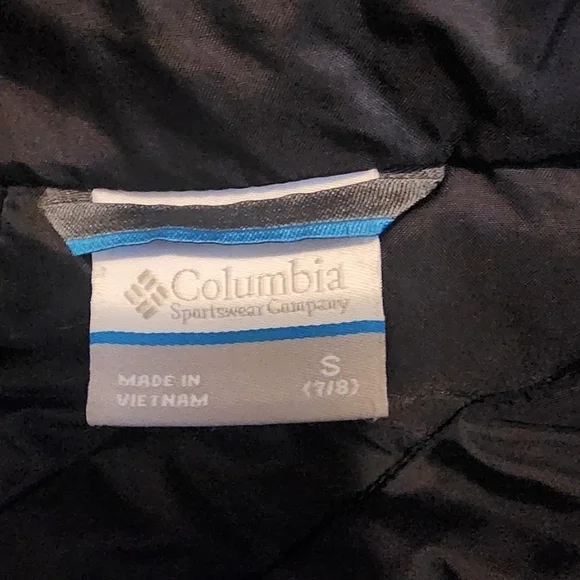 Columbia
Sportswear Company
S
(7/8)
MADE IN
VIETNAM